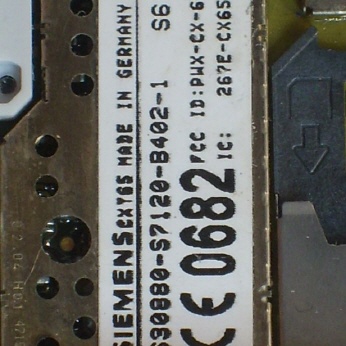 SIEMENS CXT65 MADE IN GERMANY
S30880-S7120-B402-1 S6
FCC ID:PWX-CX-6
IC: 267E-CX65
CE 0682